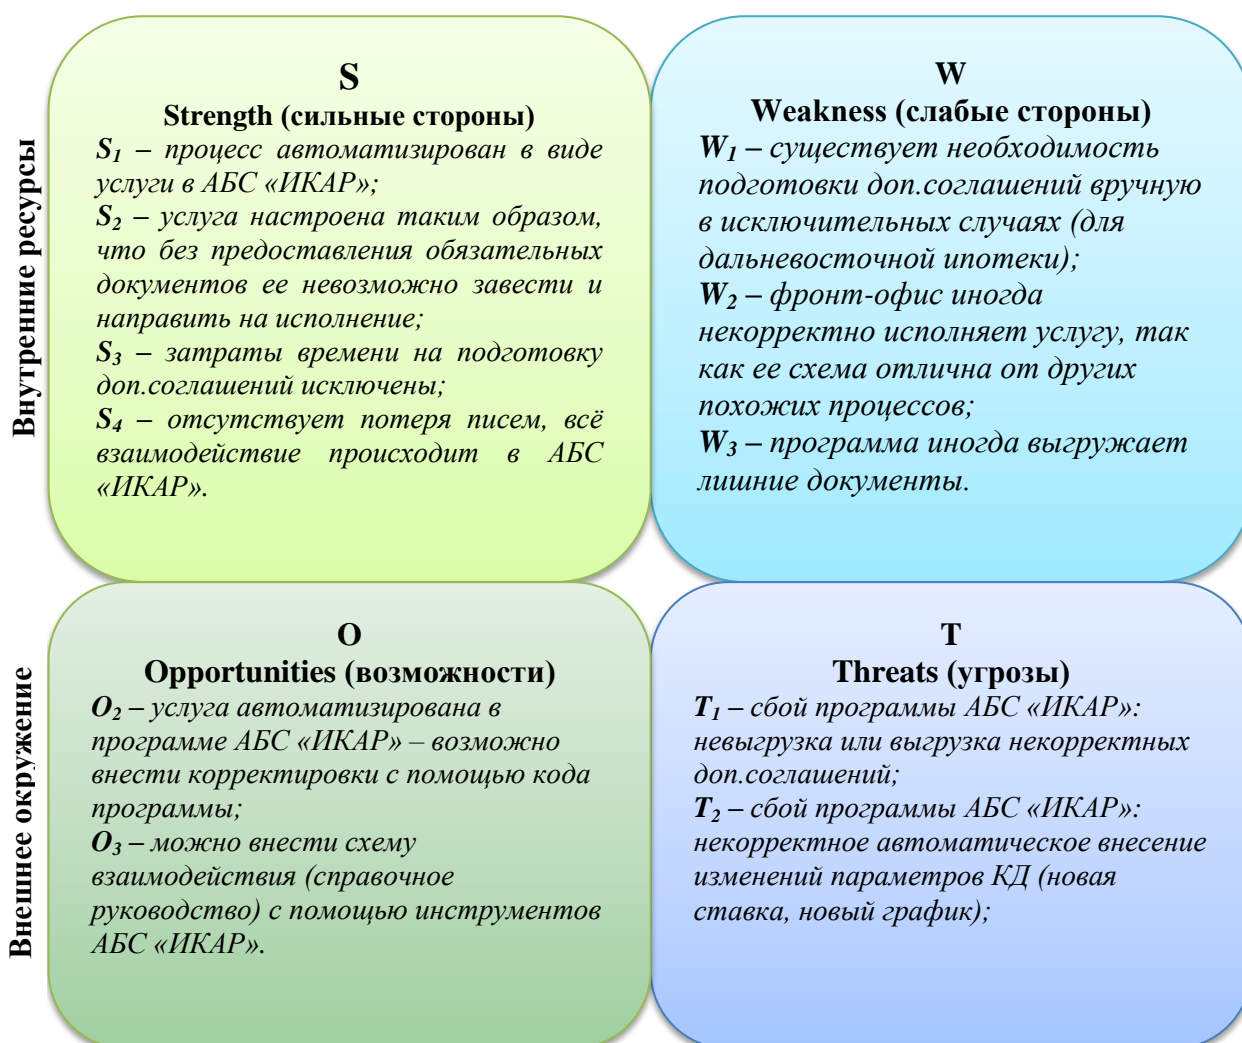 Внутренние ресурсы
S
Strength (сильные стороны)
S1 – процесс автоматизирован в виде
услуги в АБС «ИКАР»;
S2 – услуга настроена таким образом,
что без предоставления обязательных
документов ее невозможно завести и
направить на исполнение;
S3 – затраты времени на подготовку
доп.соглашений исключены;
S4 – отсутствует потеря писем, всё
взаимодействие происходит в АБС
«ИКАР».
W
Weakness (слабые стороны)
W1 – существует необходимость
подготовки доп.соглашений вручную
в исключительных случаях (для
дальневосточной ипотеки);
W2 – фронт-офис иногда
некорректно исполняет услугу, так
как ее схема отлична от других
похожих процессов;
W3 – программа иногда выгружает
лишние документы.
Внешнее окружение
O
Opportunities (возможности)
O2 – услуга автоматизирована в
программе АБС «ИКАР» – возможно
внести корректировки с помощью кода
программы;
O3 – можно внести схему
взаимодействия (справочное
руководство) с помощью инструментов
АБС «ИКАР».
T
Threats (угрозы)
T1 – сбой программы АБС «ИКАР»:
невыгрузка или выгрузка некорректных
доп.соглашений;
T2 – сбой программы АБС «ИКАР»:
некорректное автоматическое внесение
изменений параметров КД (новая
ставка, новый график);